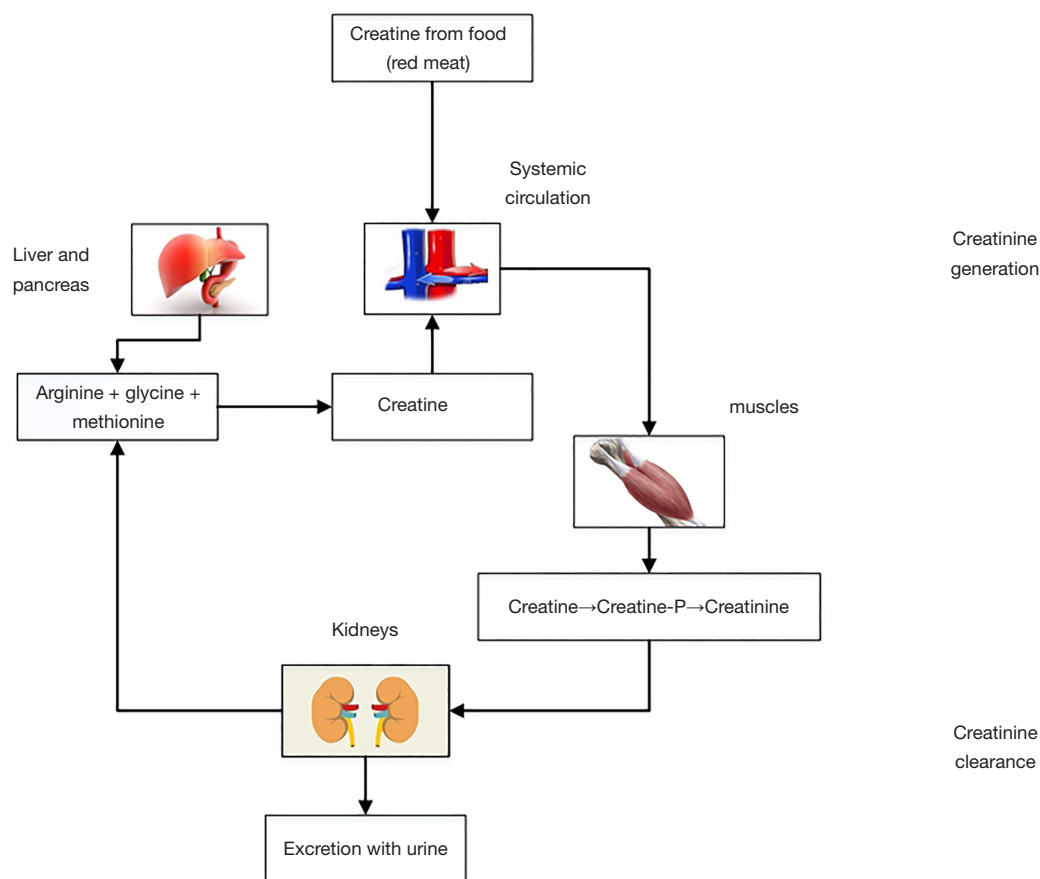 Creatine from food
(red meat)
Systemic
circulation
Liver and
pancreas
Creatinine
generation
Arginine + glycine +
methionine
Creatine
muscles
Creatine→Creatine-P→Creatinine
Kidneys
Creatinine
clearance
Excretion with urine